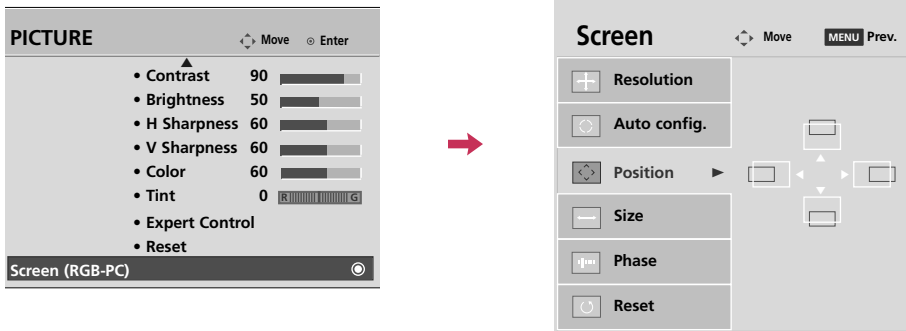 PICTURE Move Enter
• Contrast 90
• Brightness 50
• H Sharpness 60
• V Sharpness 60
• Color 60
• Tint 0 R G
• Expert Control
• Reset
Screen (RGB-PC)
Screen Move MENU Prev.
Resolution
Auto config.
Position
Size
Phase
Reset